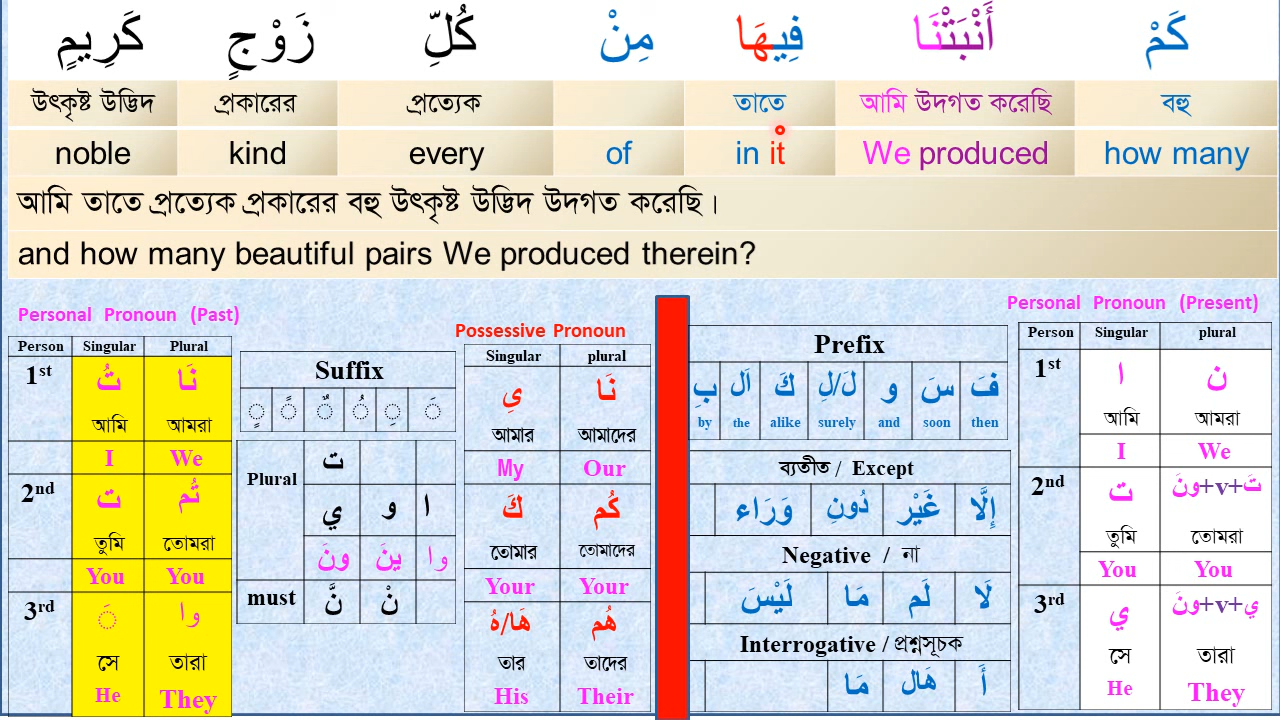 كَمْ أَنْبَتْنَا فِيهَا مِنْ كُلِّ زَوْجٍ كَرِيمٍ
উৎকৃষ্ট উদ্ভিদ প্রকারের প্রত্যেক তাতে আমি উদগত করেছি বহু
noble kind every of in it We produced how many
আমি তাতে প্রত্যেক প্রকারের বহু উৎকৃষ্ট উদ্ভিদ উদগত করেছি।
and how many beautiful pairs We produced therein?
Personal Pronoun (Past)
Person Singular Plural
1st تُ نَا
আমি আমরা
I We
2nd ت تُم
তুমি তোমরা
You You
3rd َ وا
সে তারা
He They
Suffix
ٍ ً ٌ ُ ِ َ
Plural ت
ي و ا
ونَ ينَ وا
must نَّ نْ
Possessive Pronoun
Singular plural
يِ نَا
আমার আমাদের
My Our
كَ كُم
তোমার তোমাদের
Your Your
هَا/هُ هُم
তার তাদের
His Their
Prefix
بِ اَل كَ لَ/لِ و سَ فَ
by the alike surely and soon then
ব্যতীত / Except
وَرَاء دُونِ غَيْر إِلَّا
Negative / না
لَيْسَ مَا لَم لَا
Interrogative / প্রশ্নসূচক
مَا هَال أَ
Personal Pronoun (Present)
Person Singular plural
1st ا ن
আমি আমরা
I We
2nd ت تَ+v+ونَ
তুমি তোমরা
You You
3rd ي ي+v+ونَ
সে তারা
He They